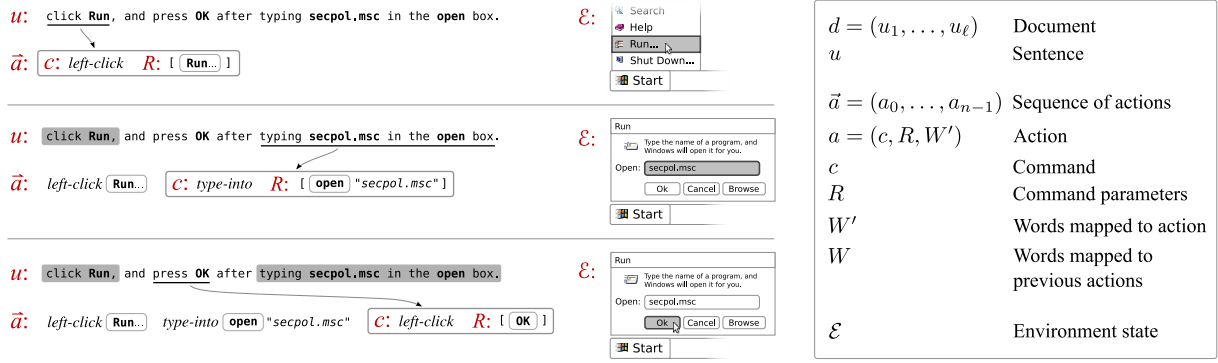 u: click Run, and press OK after typing secpol.msc in the open box.
a⃗: c: left-click R: [ Run... ]
ℰ:
Search
Help
Run...
Shut Down...
Start
u: click Run, and press OK after typing secpol.msc in the open box.
a⃗: left-click Run... c: type-into R: [ open "secpol.msc"]
ℰ:
Run
Type the name of a program, and
Windows will open it for you.
Open: secpol.msc
Ok Cancel Browse
Start
u: click Run, and press OK after typing secpol.msc in the open box.
a⃗: left-click Run... type-into open "secpol.msc" c: left-click R: [ OK ]
ℰ:
Run
Type the name of a program, and
Windows will open it for you.
Open: secpol.msc
Ok Cancel Browse
Start
d = (u₁, . . . , uℓ) Document
u Sentence
a⃗ = (a₀, . . . , aₙ₋₁) Sequence of actions
a = (c, R, W′) Action
c Command
R Command parameters
W′ Words mapped to action
W Words mapped to
previous actions
ℰ Environment state